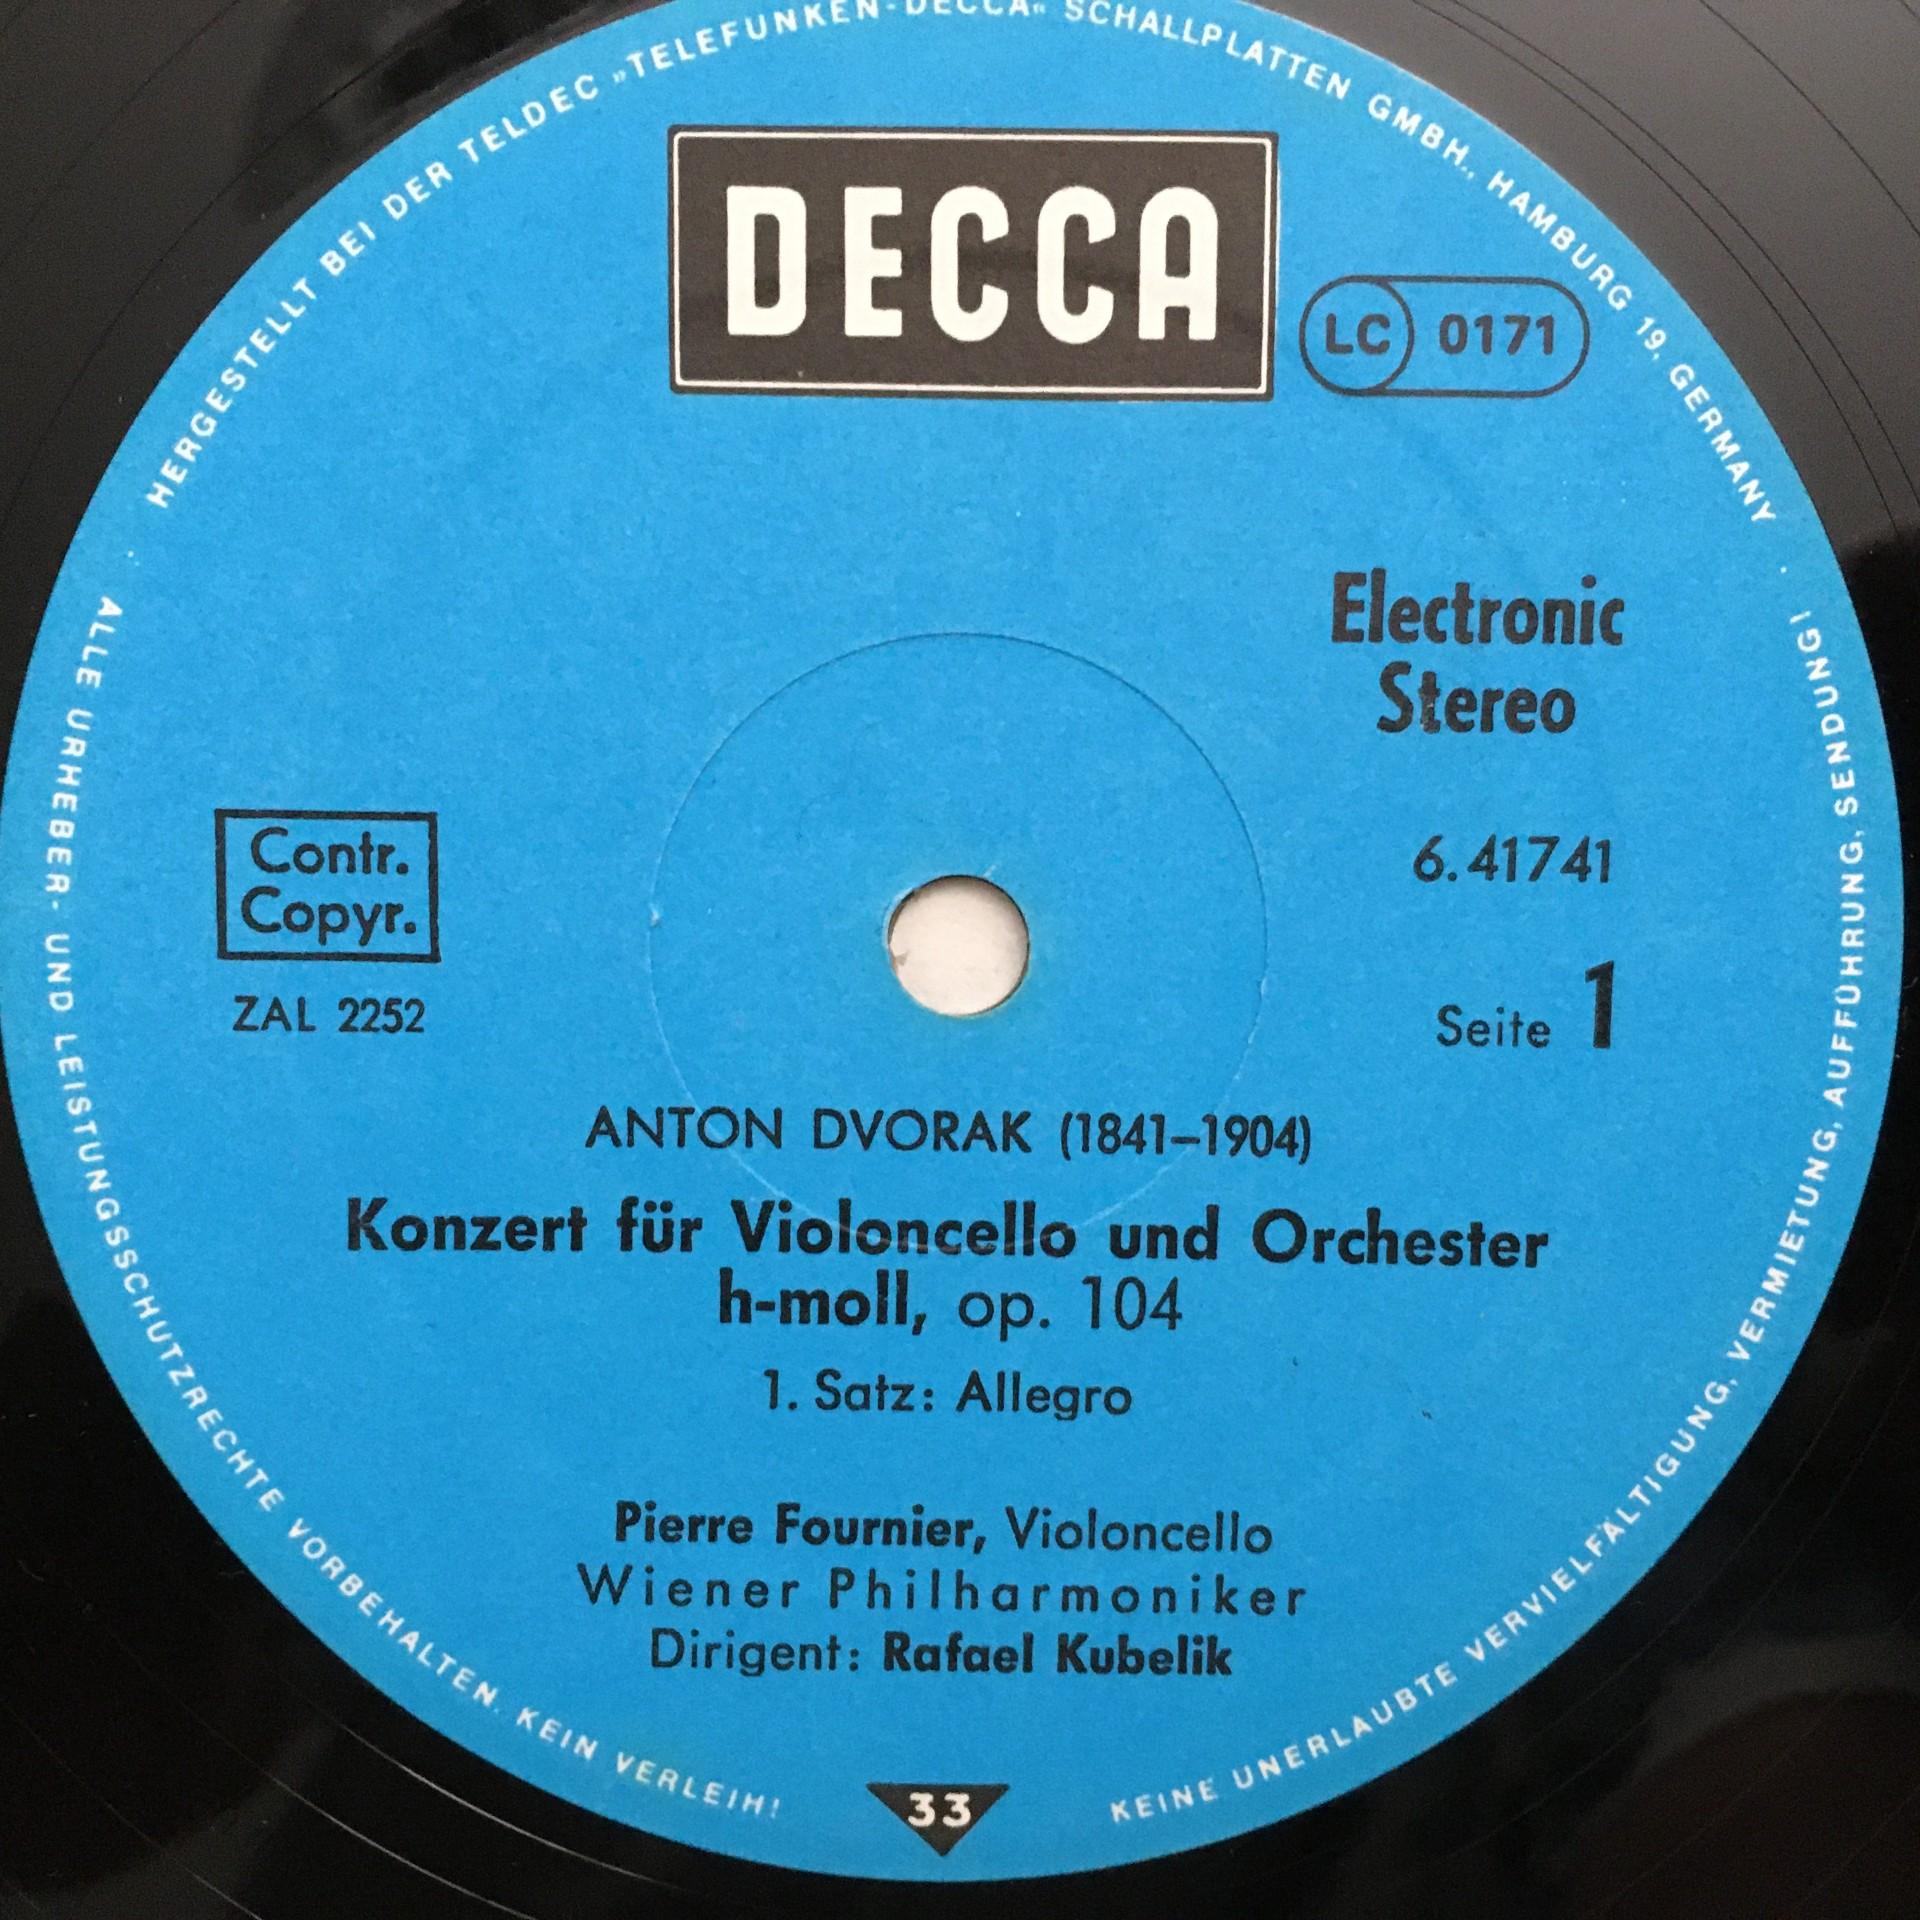 HERGESTELLT BEI DER TELDEC »TELEFUNKEN-DECCA« SCHALLPLATTEN GMBH., HAMBURG 19, GERMANY
DECCA
LC 0171
Electronic
Stereo
Contr.
Copyr.
ZAL 2252
6.41741
Seite 1
ANTON DVORAK (1841–1904)
Konzert für Violoncello und Orchester
h-moll, op. 104
1. Satz: Allegro
Pierre Fournier, Violoncello
Wiener Philharmoniker
Dirigent: Rafael Kubelik
33
ALLE URHEBER- UND LEISTUNGSSCHUTZRECHTE VORBEHALTEN. KEIN VERLEIH!
KEINE UNERLAUBTE VERVIELFÄLTIGUNG, VERMIETUNG, AUFFÜHRUNG, SENDUNG!